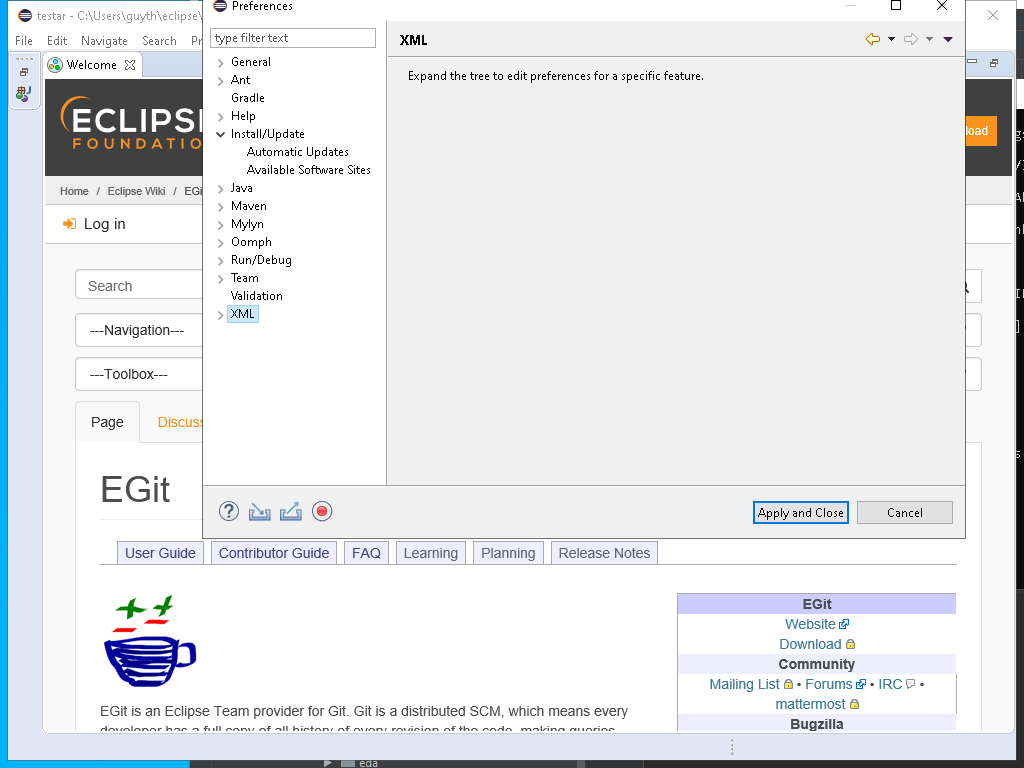 testar - C:\Users\guyth\eclipse\
Preferences
File Edit Navigate Search
Welcome
type filter text
XML
Expand the tree to edit preferences for a specific feature.
General
Ant
Gradle
Help
Install/Update
Automatic Updates
Available Software Sites
Java
Maven
Mylyn
Oomph
Run/Debug
Team
Validation
XML
Apply and Close
Cancel
ECLIPSE
FOUNDATIO
load
Home / Eclipse Wiki / EGi
Log in
Search
---Navigation---
---Toolbox---
Page
Discuss
EGit
User Guide
Contributor Guide
FAQ
Learning
Planning
Release Notes
EGit is an Eclipse Team provider for Git. Git is a distributed SCM, which means every
developer has a full copy of all history of every revision of the code, making queries
EGit
Website
Download
Community
Mailing List • Forums • IRC •
mattermost
Bugzilla
eda